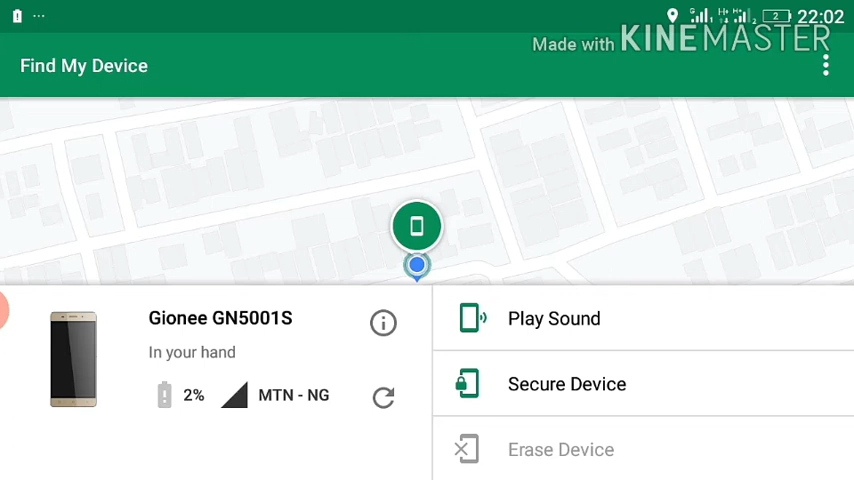 22:02
Made with KINEMASTER
Find My Device
Gionee GN5001S
In your hand
2% MTN - NG
Play Sound
Secure Device
Erase Device